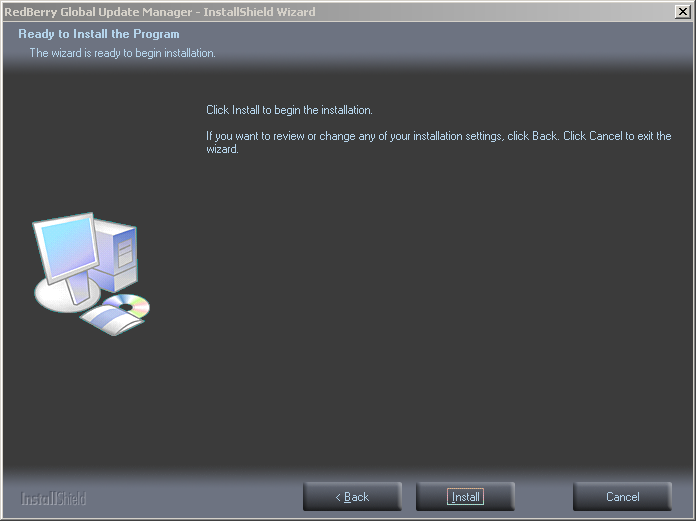 RedBerry Global Update Manager - InstallShield Wizard
Ready to Install the Program
The wizard is ready to begin installation.
Click Install to begin the installation.
If you want to review or change any of your installation settings, click Back. Click Cancel to exit the
wizard.
InstallShield
< Back
Install
Cancel